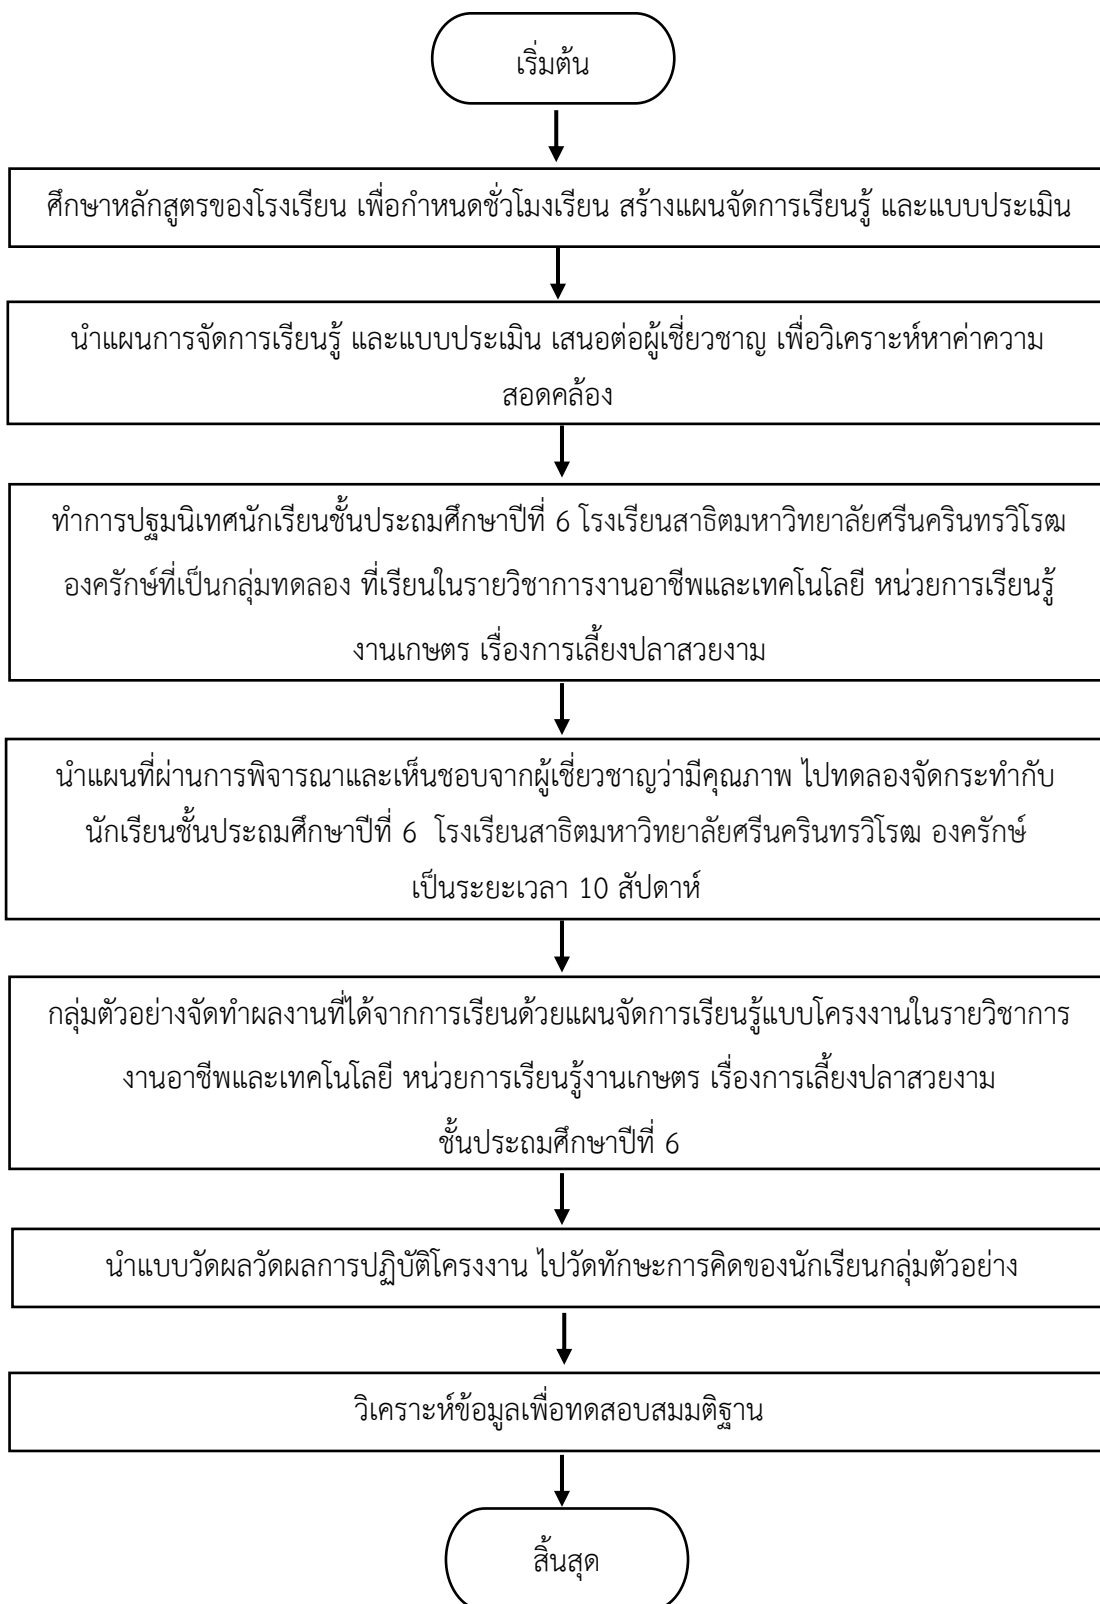 เริ่มต้น
ศึกษาหลักสูตรของโรงเรียน เพื่อกำหนดชั่วโมงเรียน สร้างแผนจัดการเรียนรู้ และแบบประเมิน
นำแผนการจัดการเรียนรู้ และแบบประเมิน เสนอต่อผู้เชี่ยวชาญ เพื่อวิเคราะห์หาค่าความ
สอดคล้อง
ทำการปฐมนิเทศนักเรียนชั้นประถมศึกษาปีที่ 6 โรงเรียนสาธิตมหาวิทยาลัยศรีนครินทรวิโรฒ
องครักษ์ที่เป็นกลุ่มทดลอง ที่เรียนในรายวิชาการงานอาชีพและเทคโนโลยี หน่วยการเรียนรู้
งานเกษตร เรื่องการเลี้ยงปลาสวยงาม
นำแผนที่ผ่านการพิจารณาและเห็นชอบจากผู้เชี่ยวชาญว่ามีคุณภาพ ไปทดลองจัดกระทำกับ
นักเรียนชั้นประถมศึกษาปีที่ 6 โรงเรียนสาธิตมหาวิทยาลัยศรีนครินทรวิโรฒ องครักษ์
เป็นระยะเวลา 10 สัปดาห์
กลุ่มตัวอย่างจัดทำผลงานที่ได้จากการเรียนด้วยแผนจัดการเรียนรู้แบบโครงงานในรายวิชาการ
งานอาชีพและเทคโนโลยี หน่วยการเรียนรู้งานเกษตร เรื่องการเลี้ยงปลาสวยงาม
ชั้นประถมศึกษาปีที่ 6
นำแบบวัดผลวัดผลการปฏิบัติโครงงาน ไปวัดทักษะการคิดของนักเรียนกลุ่มตัวอย่าง
วิเคราะห์ข้อมูลเพื่อทดสอบสมมติฐาน
สิ้นสุด